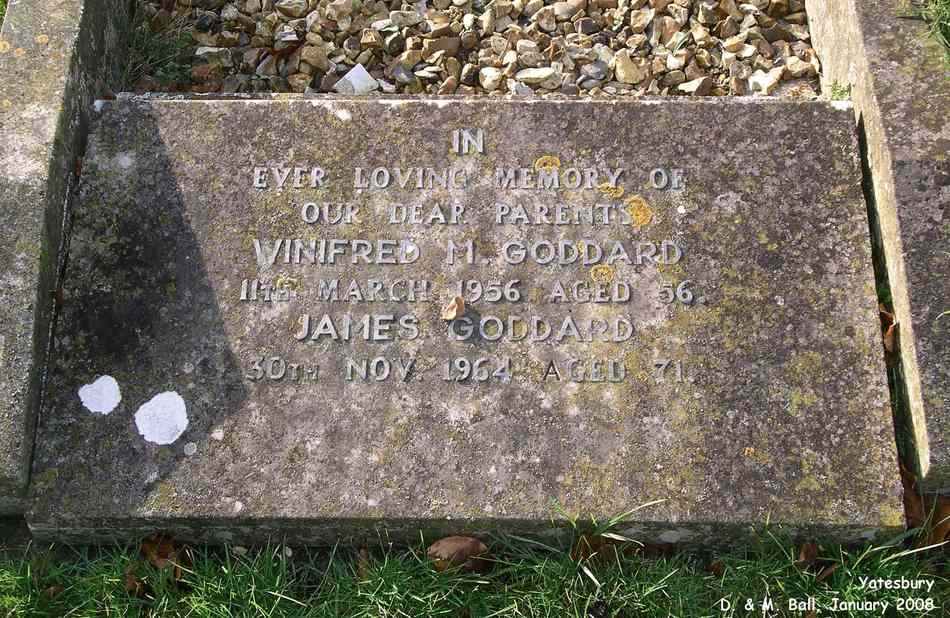 IN
EVER LOVING MEMORY OF
OUR DEAR PARENTS
WINIFRED M. GODDARD
11TH MARCH 1956 AGED 56.
JAMES GODDARD
30TH NOV. 1964 AGED 71.
Yatesbury
D. & M. Ball, January 2008